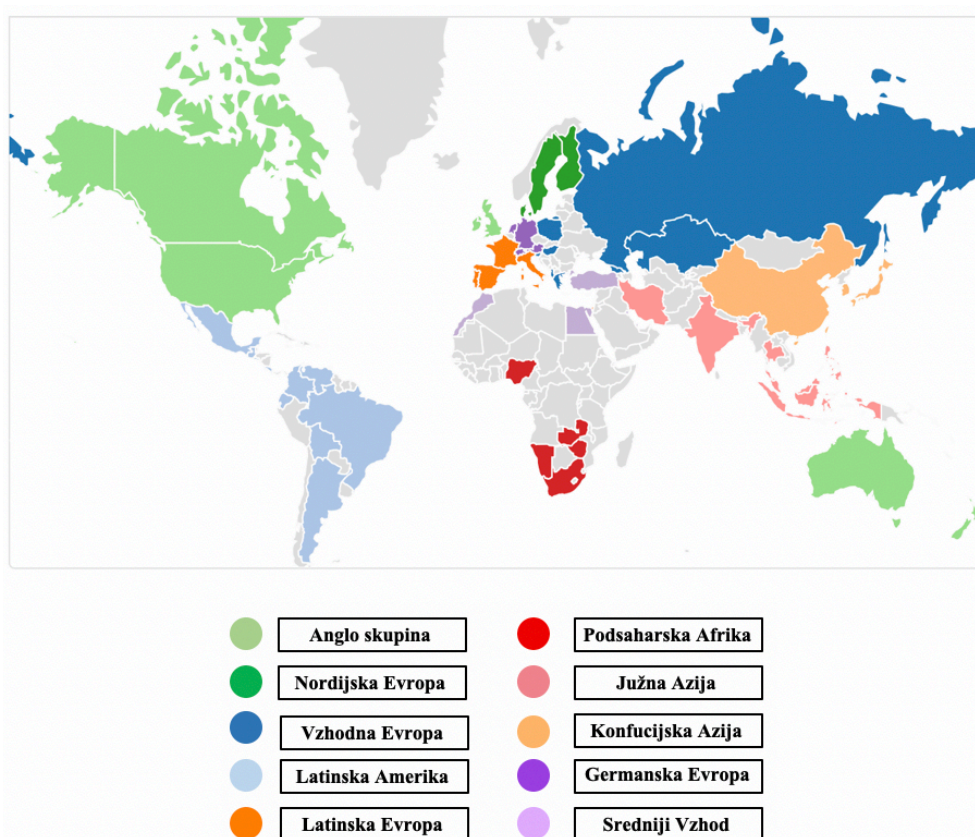 Anglo skupina
Podsaharska Afrika
Nordijska Evropa
Južna Azija
Vzhodna Evropa
Konfucijska Azija
Latinska Amerika
Germanska Evropa
Latinska Evropa
Sredniji Vzhod